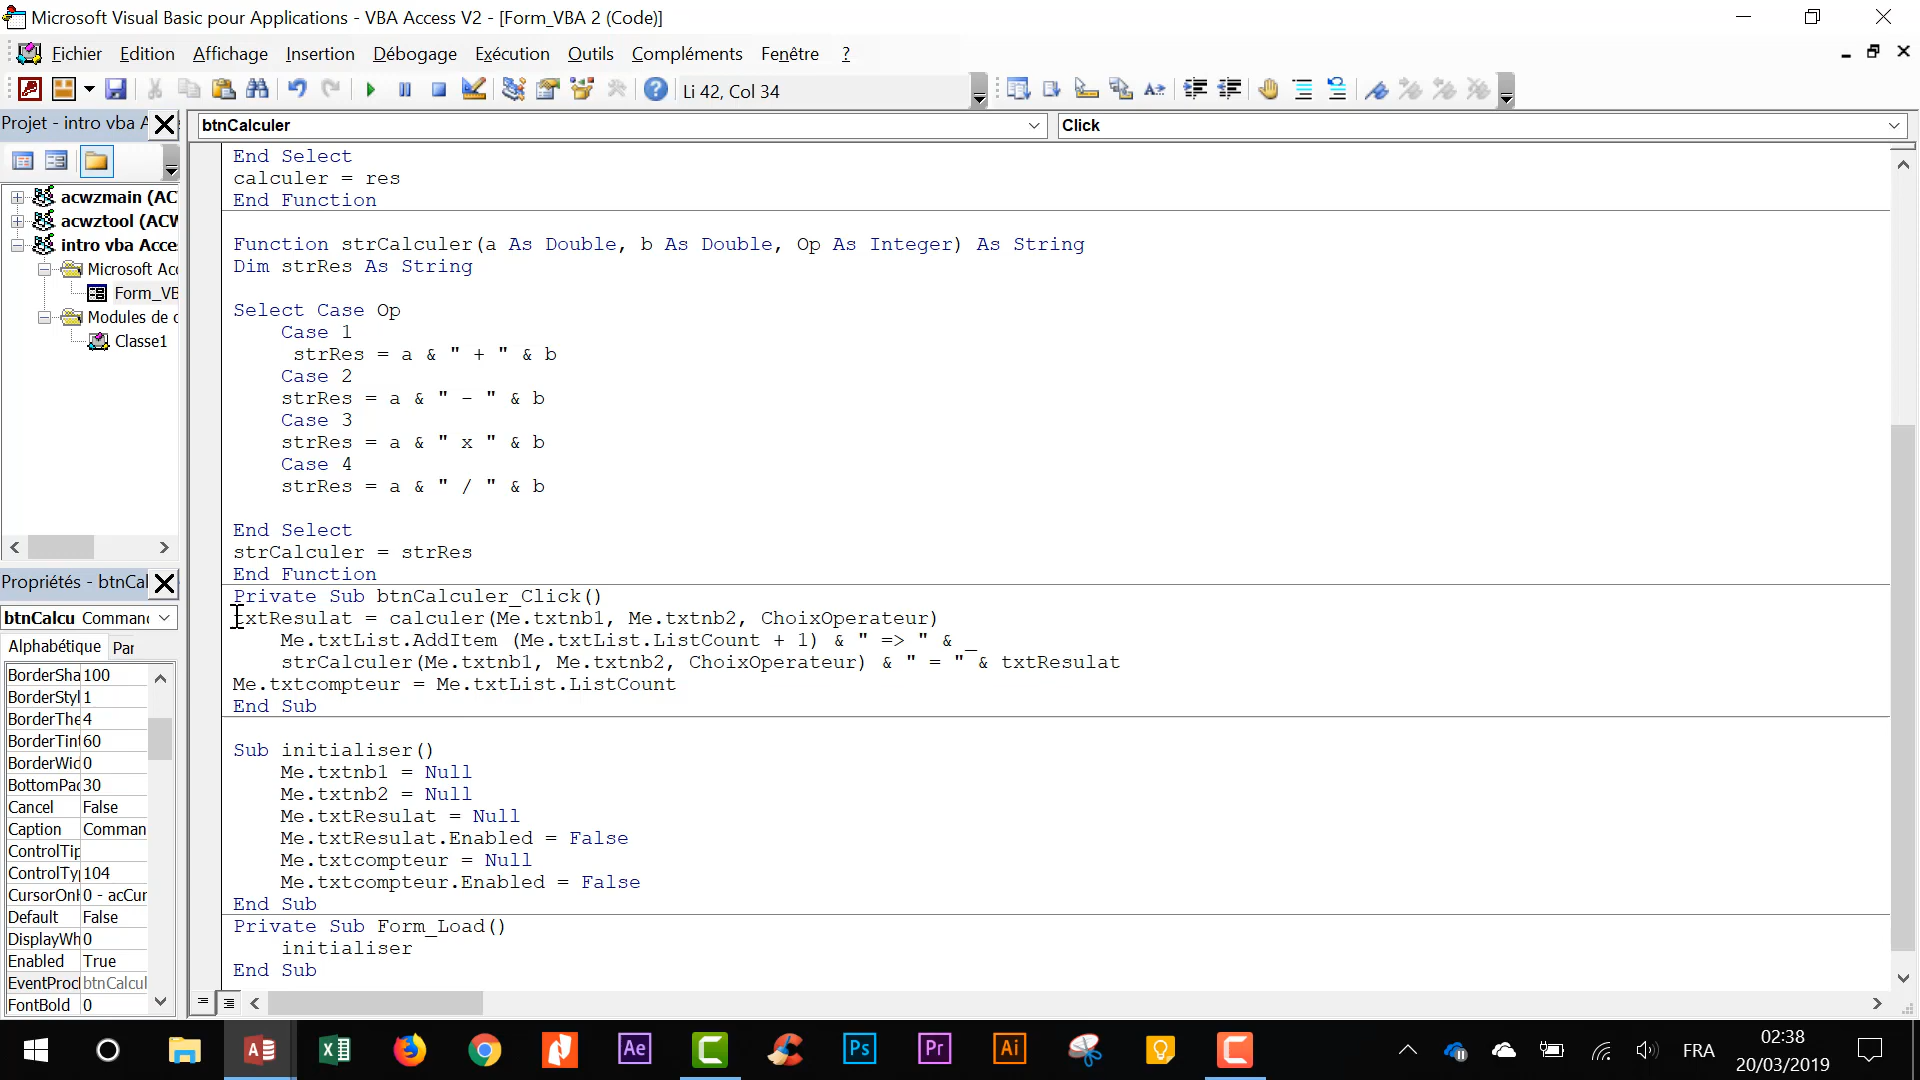 Microsoft Visual Basic pour Applications - VBA Access V2 - [Form_VBA 2 (Code)]
Fichier Edition Affichage Insertion Débogage Exécution Outils Compléments Fenêtre ?
Li 42, Col 34
Projet - intro vba A
btnCalculer
Click
acwzmain (AC
acwztool (ACW
intro vba Acce
Microsoft Acc
Form_VB
Modules de c
Classe1
End Select
calculer = res
End Function
Function strCalculer(a As Double, b As Double, Op As Integer) As String
Dim strRes As String
Select Case Op
Case 1
strRes = a & " + " & b
Case 2
strRes = a & " - " & b
Case 3
strRes = a & " x " & b
Case 4
strRes = a & " / " & b
End Select
strCalculer = strRes
End Function
Private Sub btnCalculer_Click()
txtResulat = calculer(Me.txtnb1, Me.txtnb2, ChoixOperateur)
Me.txtList.AddItem (Me.txtList.ListCount + 1) & " => " & _
strCalculer(Me.txtnb1, Me.txtnb2, ChoixOperateur) & " = " & txtResulat
Me.txtcompteur = Me.txtList.ListCount
End Sub
Sub initialiser()
Me.txtnb1 = Null
Me.txtnb2 = Null
Me.txtResulat = Null
Me.txtResulat.Enabled = False
Me.txtcompteur = Null
Me.txtcompteur.Enabled = False
End Sub
Private Sub Form_Load()
initialiser
End Sub
Propriétés - btnCal
btnCalcu Comman
Alphabétique Par
BorderSha 100
BorderStyl 1
BorderThe 4
BorderTint 60
BorderWid 0
BottomPad 30
Cancel False
Caption Comman
ControlTip
ControlTy 104
CursorOnH 0 - acCur
Default False
DisplayWh 0
Enabled True
EventProc btnCalcul
FontBold 0
Ae
Ps
Pr
Ai
FRA
02:38
20/03/2019